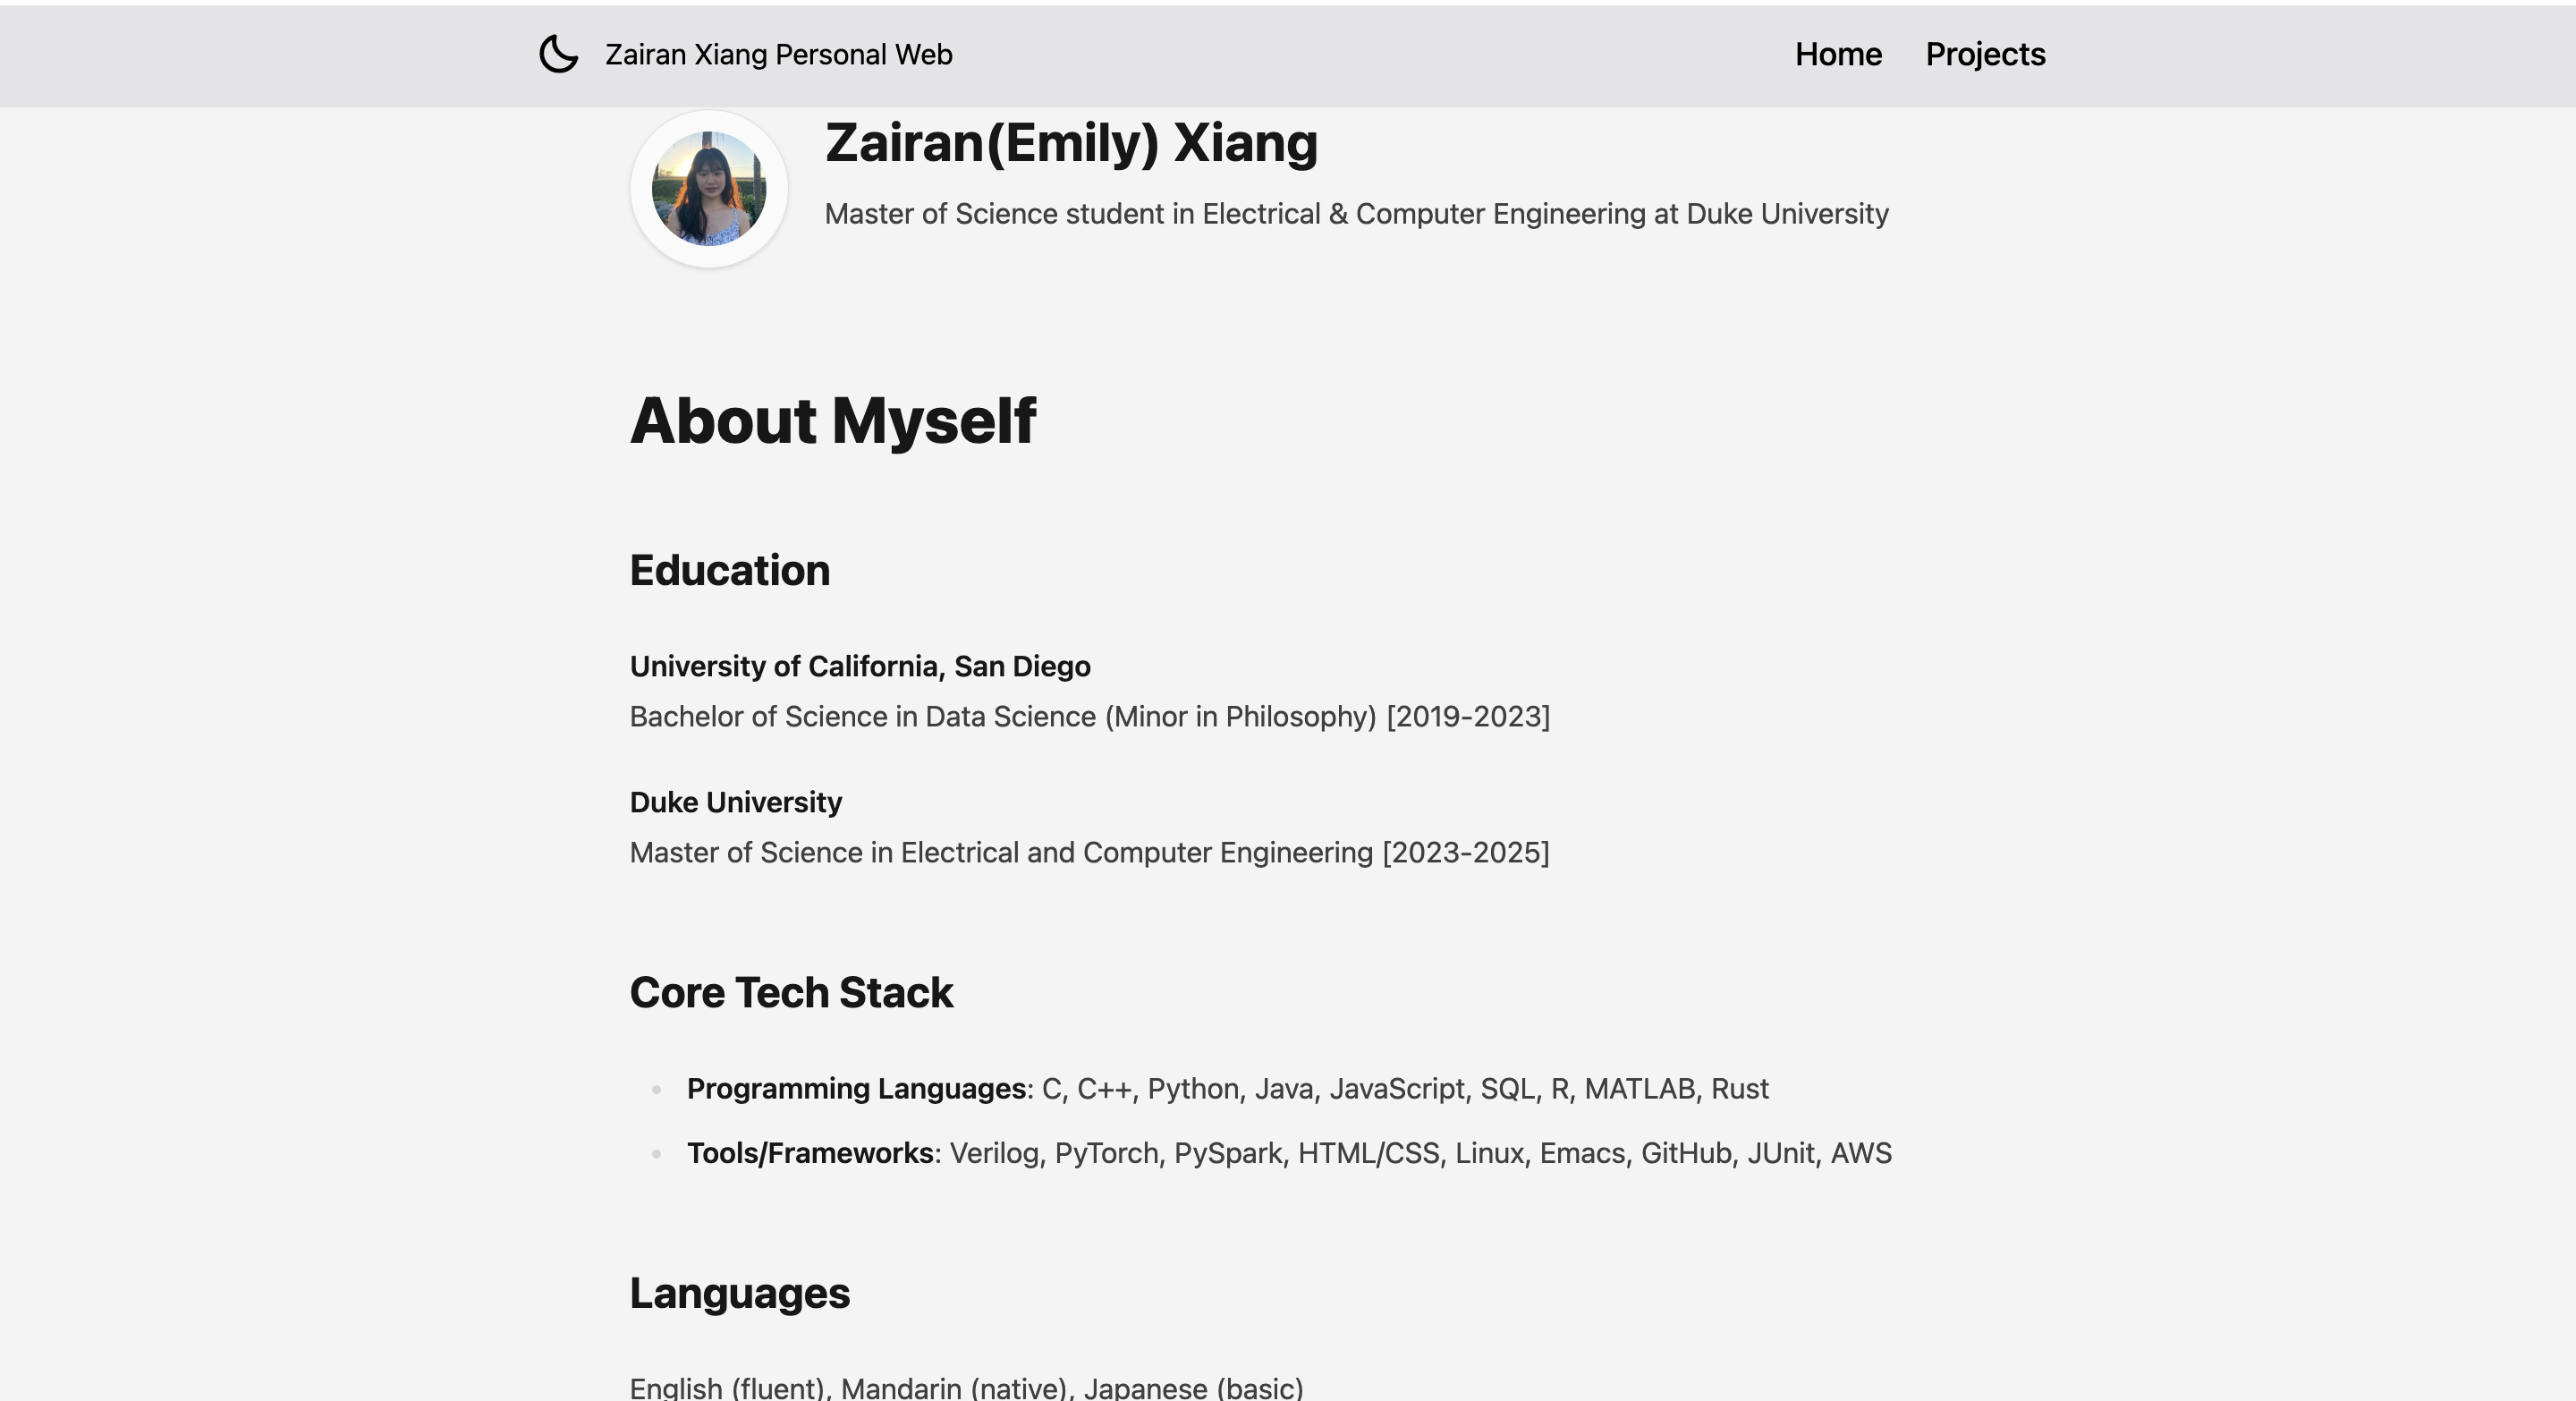 Zairan Xiang Personal Web
Home
Projects
Zairan(Emily) Xiang
Master of Science student in Electrical & Computer Engineering at Duke University
About Myself
Education
University of California, San Diego
Bachelor of Science in Data Science (Minor in Philosophy) [2019-2023]
Duke University
Master of Science in Electrical and Computer Engineering [2023-2025]
Core Tech Stack
Programming Languages: C, C++, Python, Java, JavaScript, SQL, R, MATLAB, Rust
Tools/Frameworks: Verilog, PyTorch, PySpark, HTML/CSS, Linux, Emacs, GitHub, JUnit, AWS
Languages
English (fluent), Mandarin (native), Japanese (basic)